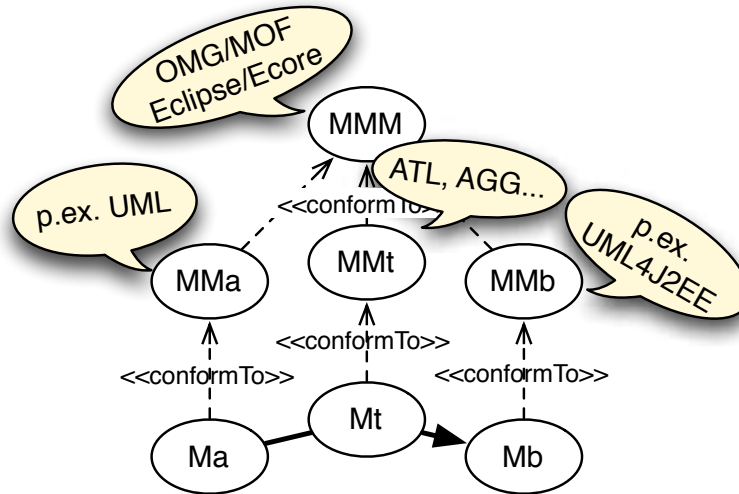 OMG/MOF
Eclipse/Ecore
MMM
ATL, AGG...
p.ex. UML
<<conformTo>
p.ex.
UML4J2EE
MMa
MMt
MMb
<<conformTo>>
<<conformTo>>
<<conformTo>>
Ma
Mt
Mb